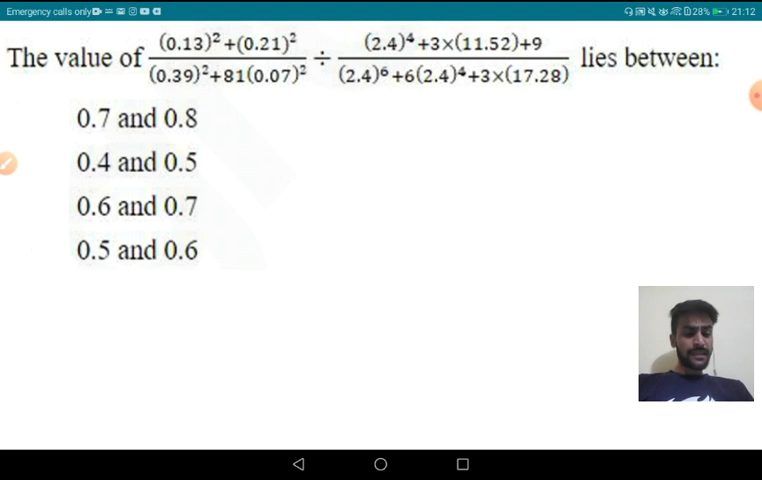 Emergency calls only 28% 21:12
The value of \frac{(0.13)^2+(0.21)^2}{(0.39)^2+81(0.07)^2} ÷ \frac{(2.4)^4+3×(11.52)+9}{(2.4)^6+6(2.4)^4+3×(17.28)} lies between:
0.7 and 0.8
0.4 and 0.5
0.6 and 0.7
0.5 and 0.6